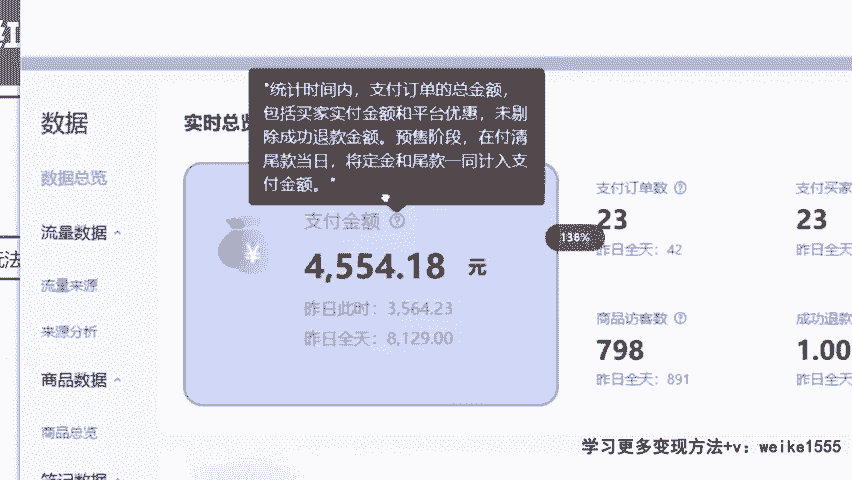 红
"统计时间内，支付订单的总金额，
包括买家实付金额和平台优惠，未剔
除成功退款金额。预售阶段，在付清
尾款当日，将定金和尾款一同计入支
付金额。"
数据
实时总览
数据总览
流量数据
流量来源
来源分析
商品数据
商品总览
笔记数据
玩法
支付金额
4,554.18 元
昨日此时：3,564.23
昨日全天：8,129.00
138%
支付订单数
23
昨日全天：42
支付买家
23
昨日全天：
商品访客数
798
昨日全天：891
成功退款
1.00
昨日全天：
学习更多变现方法+v：weike1555